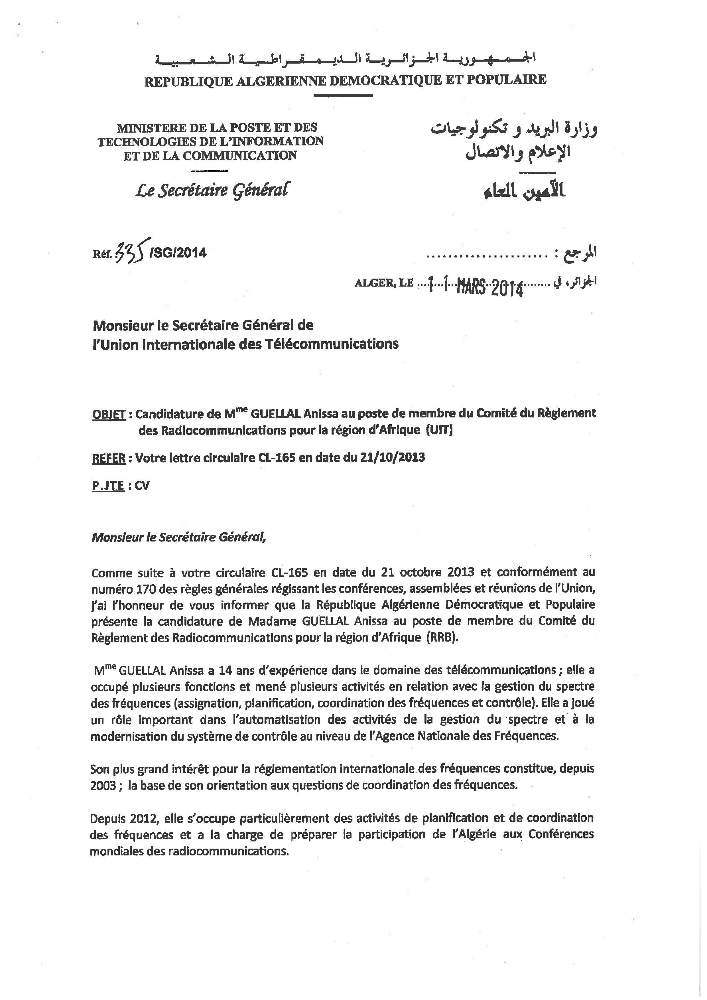 الجمهورية الجزائرية الديمقراطية الشعبية
REPUBLIQUE ALGERIENNE DEMOCRATIQUE ET POPULAIRE
MINISTERE DE LA POSTE ET DES
TECHNOLOGIES DE L'INFORMATION
ET DE LA COMMUNICATION
Le Secrétaire Général
وزارة البريد و تكنولوجيات
الإعلام والاتصال
الأمين العام
Réf. 335 /SG/2014
المرجع : ......................
ALGER, LE ....1 1 MARS 2014.......... الجزائر، في
Monsieur le Secrétaire Général de
l'Union Internationale des Télécommunications
OBJET : Candidature de Mme GUELLAL Anissa au poste de membre du Comité du Règlement
des Radiocommunications pour la région d'Afrique (UIT)
REFER : Votre lettre circulaire CL-165 en date du 21/10/2013
P.JTE : CV
Monsieur le Secrétaire Général,
Comme suite à votre circulaire CL-165 en date du 21 octobre 2013 et conformément au
numéro 170 des règles générales régissant les conférences, assemblées et réunions de l'Union,
j'ai l'honneur de vous informer que la République Algérienne Démocratique et Populaire
présente la candidature de Madame GUELLAL Anissa au poste de membre du Comité du
Règlement des Radiocommunications pour la région d'Afrique (RRB).
Mme GUELLAL Anissa a 14 ans d'expérience dans le domaine des télécommunications ; elle a
occupé plusieurs fonctions et mené plusieurs activités en relation avec la gestion du spectre
des fréquences (assignation, planification, coordination des fréquences et contrôle). Elle a joué
un rôle important dans l'automatisation des activités de la gestion du spectre et à la
modernisation du système de contrôle au niveau de l'Agence Nationale des Fréquences.
Son plus grand intérêt pour la réglementation internationale des fréquences constitue, depuis
2003 ; la base de son orientation aux questions de coordination des fréquences.
Depuis 2012, elle s'occupe particulièrement des activités de planification et de coordination
des fréquences et a la charge de préparer la participation de l'Algérie aux Conférences
mondiales des radiocommunications.